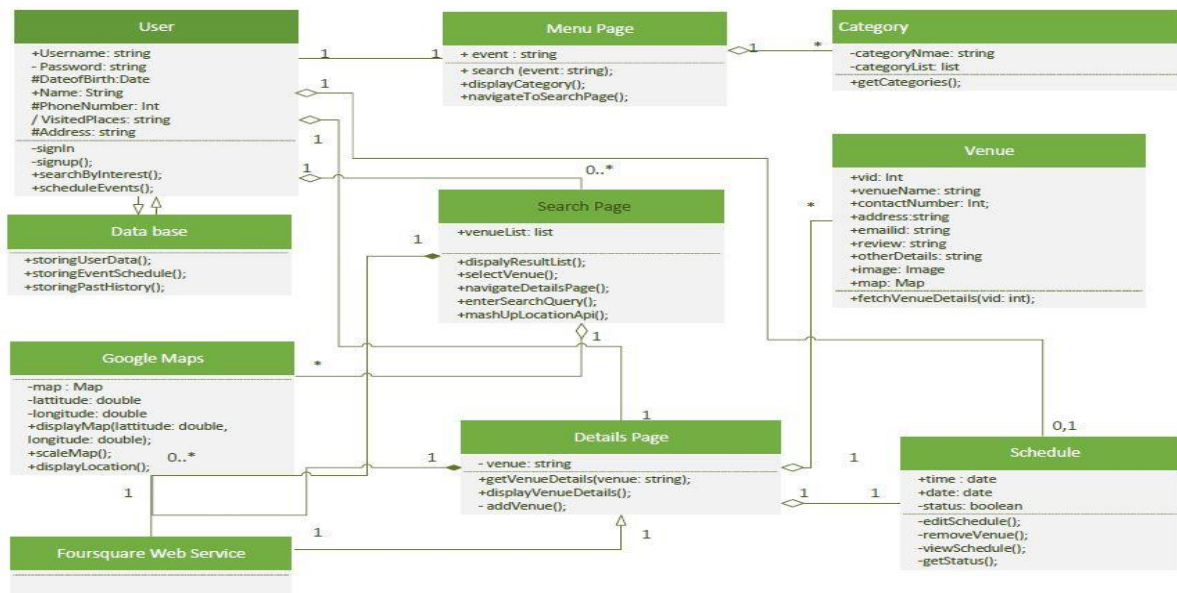 User
+Username: string
- Password: string
#DateofBirth:Date
+Name: String
#PhoneNumber: Int
/ VisitedPlaces: string
#Address: string
-signIn
-signup();
+searchByInterest();
+scheduleEvents();
Data base
+storingUserData();
+storingEventSchedule();
+storingPastHistory();
Menu Page
+ event : string
+ search (event: string);
+displayCategory();
+navigateToSearchPage();
Category
-categoryNmae: string
-categoryList: list
+getCategories();
Venue
+vid: Int
+venueName: string
+contactNumber: Int;
+address:string
+emailid: string
+review: string
+otherDetails: string
+image: Image
+map: Map
+fetchVenueDetails(vid: int);
Search Page
+venueList: list
+dispalyResultList();
+selectVenue();
+navigateDetailsPage();
+enterSearchQuery();
+mashUpLocationApi();
Google Maps
-map : Map
-lattitude: double
-longitude: double
+displayMap(lattitude: double,
longitude: double);
+scaleMap();
+displayLocation();
Details Page
- venue: string
+getVenueDetails(venue: string);
+displayVenueDetails();
- addVenue();
Schedule
+time : date
+date: date
-status: boolean
-editSchedule();
-removeVenue();
-viewSchedule();
-getStatus();
Foursquare Web Service
1
1
1
*
1
1
1
0..*
1
1
*
1
*
1
0,1
0..*
1
1
1
1
1
1
1